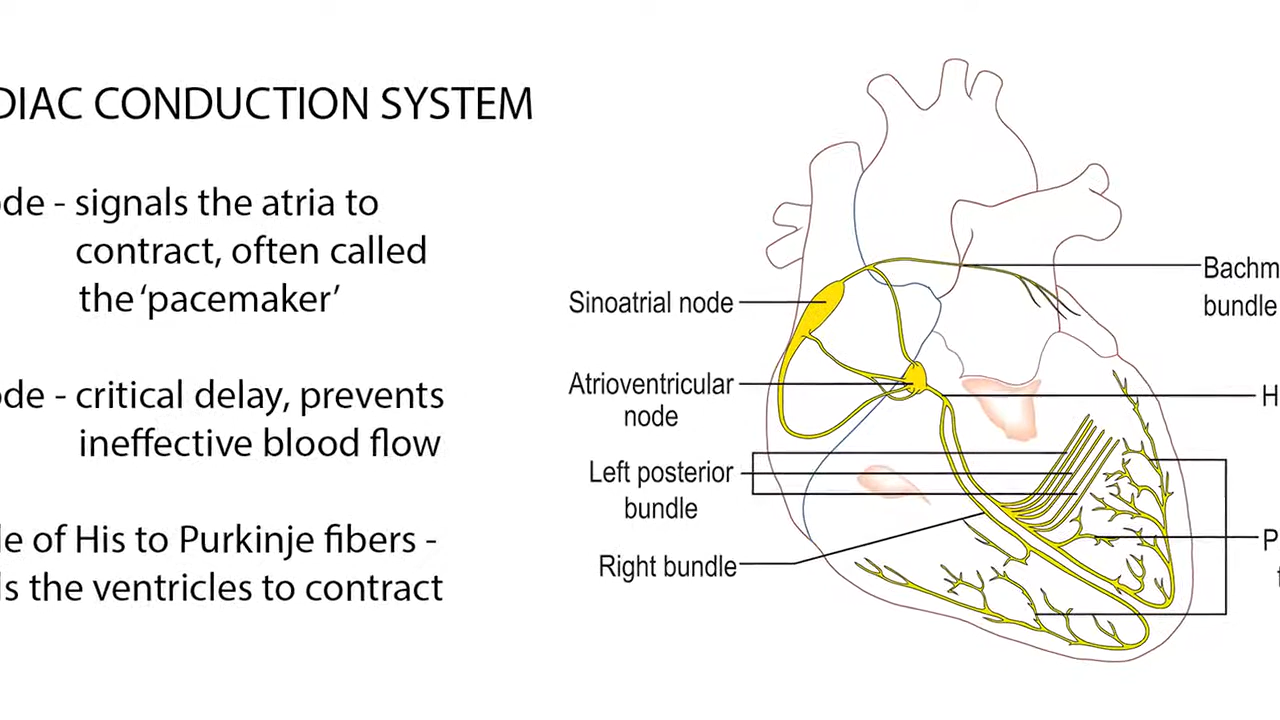 DIAC CONDUCTION SYSTEM
ode - signals the atria to
contract, often called
the 'pacemaker'
ode - critical delay, prevents
ineffective blood flow
le of His to Purkinje fibers -
ls the ventricles to contract
Sinoatrial node
Atrioventricular
node
Left posterior
bundle
Right bundle
Bachm
bundle
H
P
f